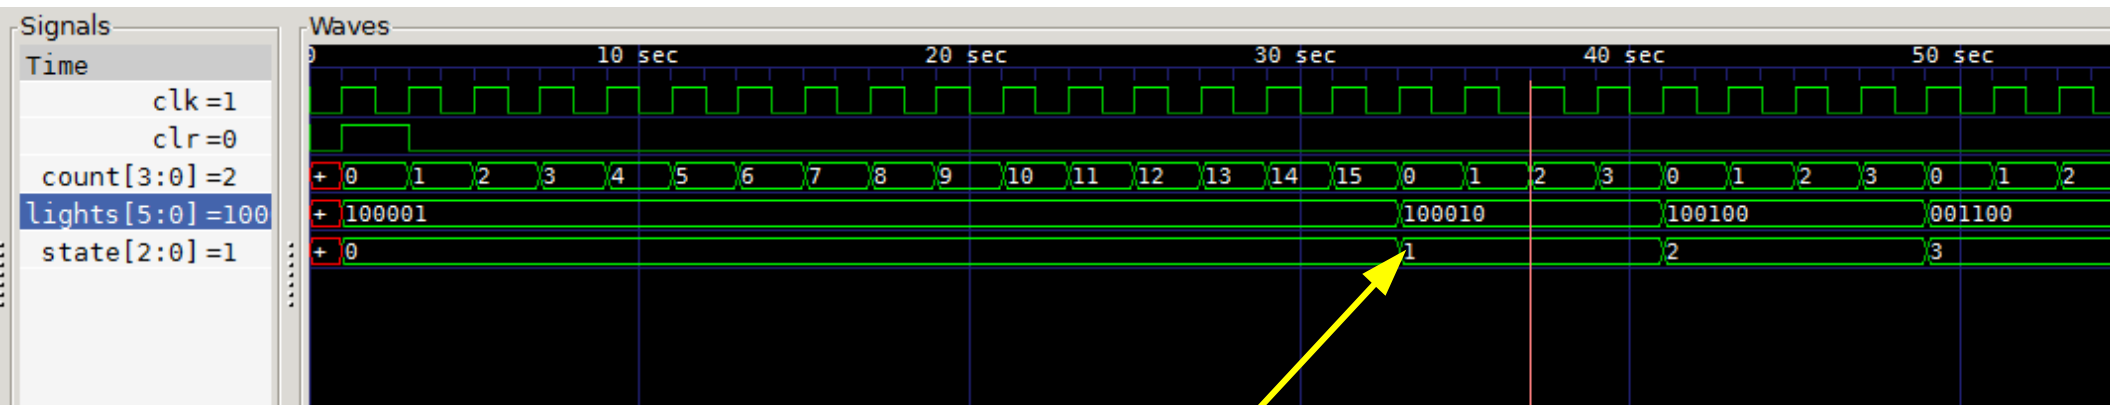 Signals
Waves
Time
10 sec 20 sec 30 sec 40 sec 50 sec
clk=1
clr=0
count[3:0]=2
+ 0 1 2 3 4 5 6 7 8 9 10 11 12 13 14 15 0 1 2 3 0 1 2 3 0 1 2
lights[5:0]=100
+ 100001 100010 100100 001100
state[2:0]=1
+ 0 1 2 3